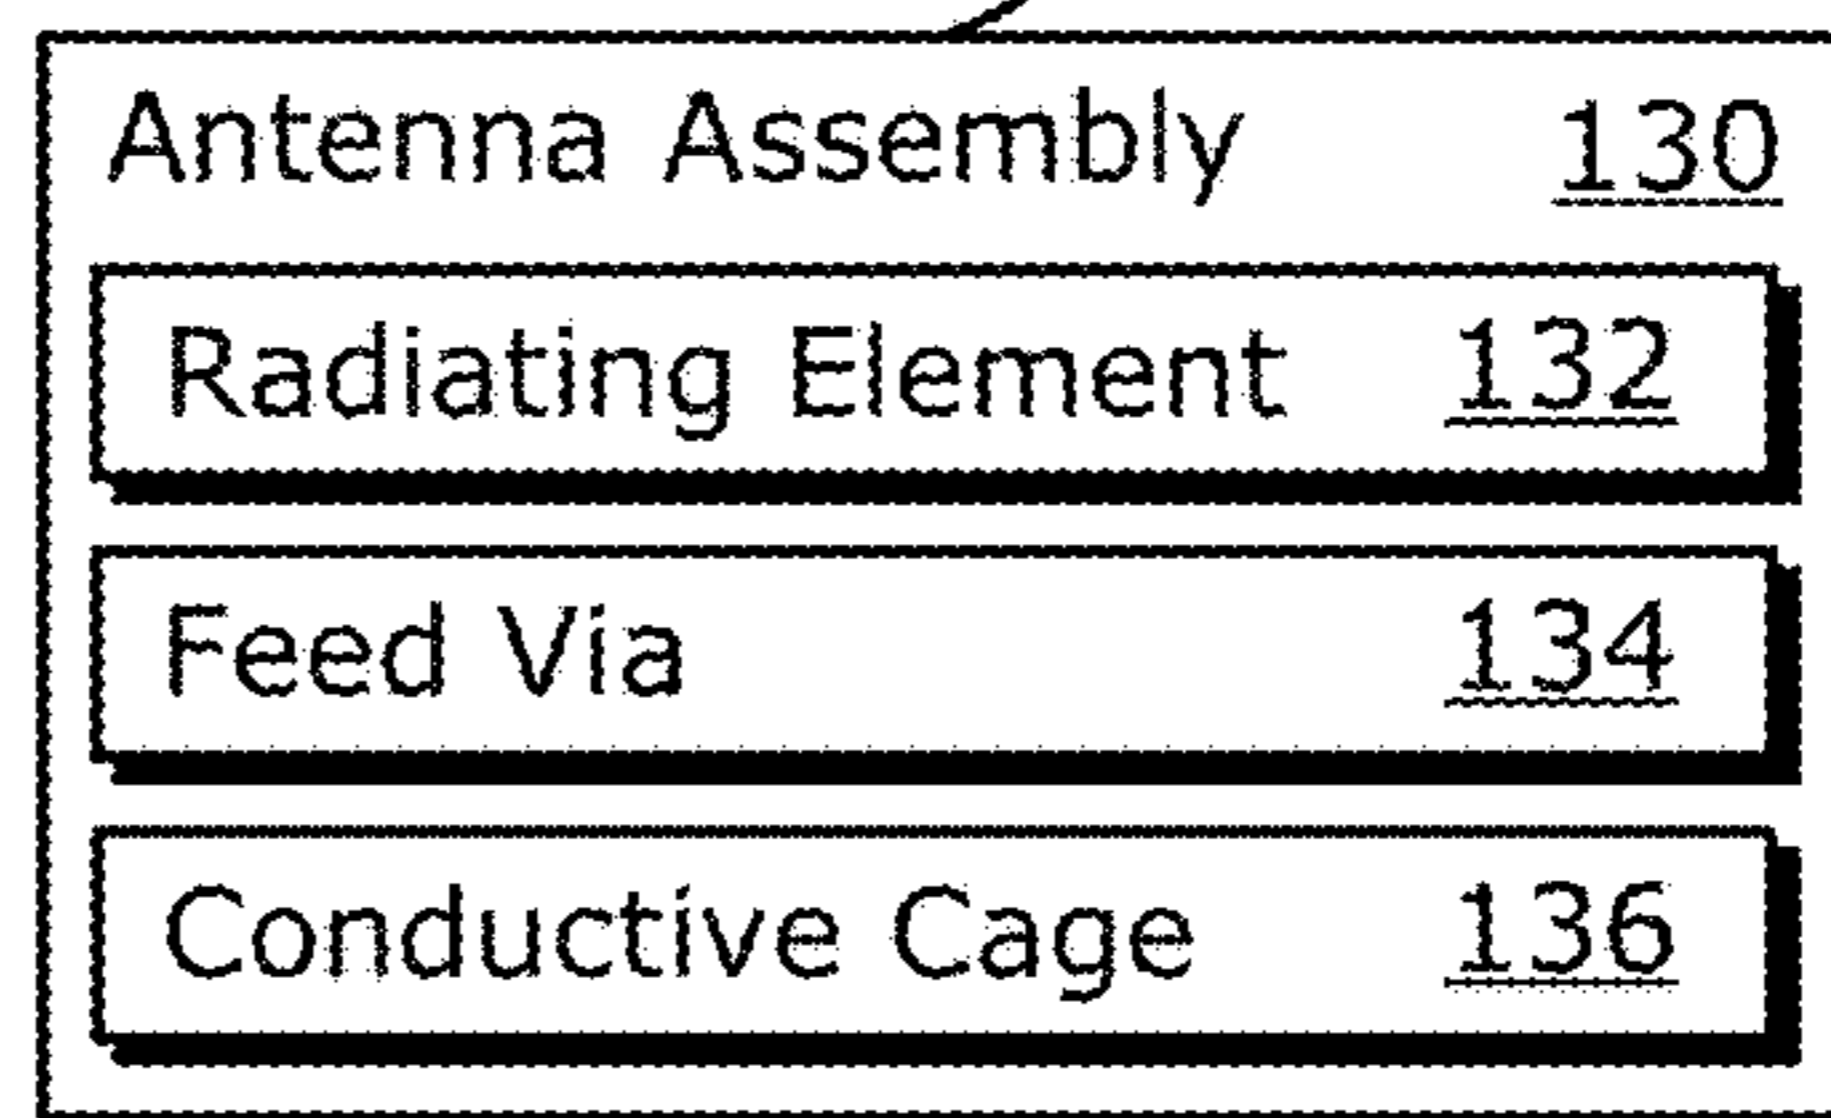 Antenna Assembly 130
Radiating Element 132
Feed Via 134
Conductive Cage 136